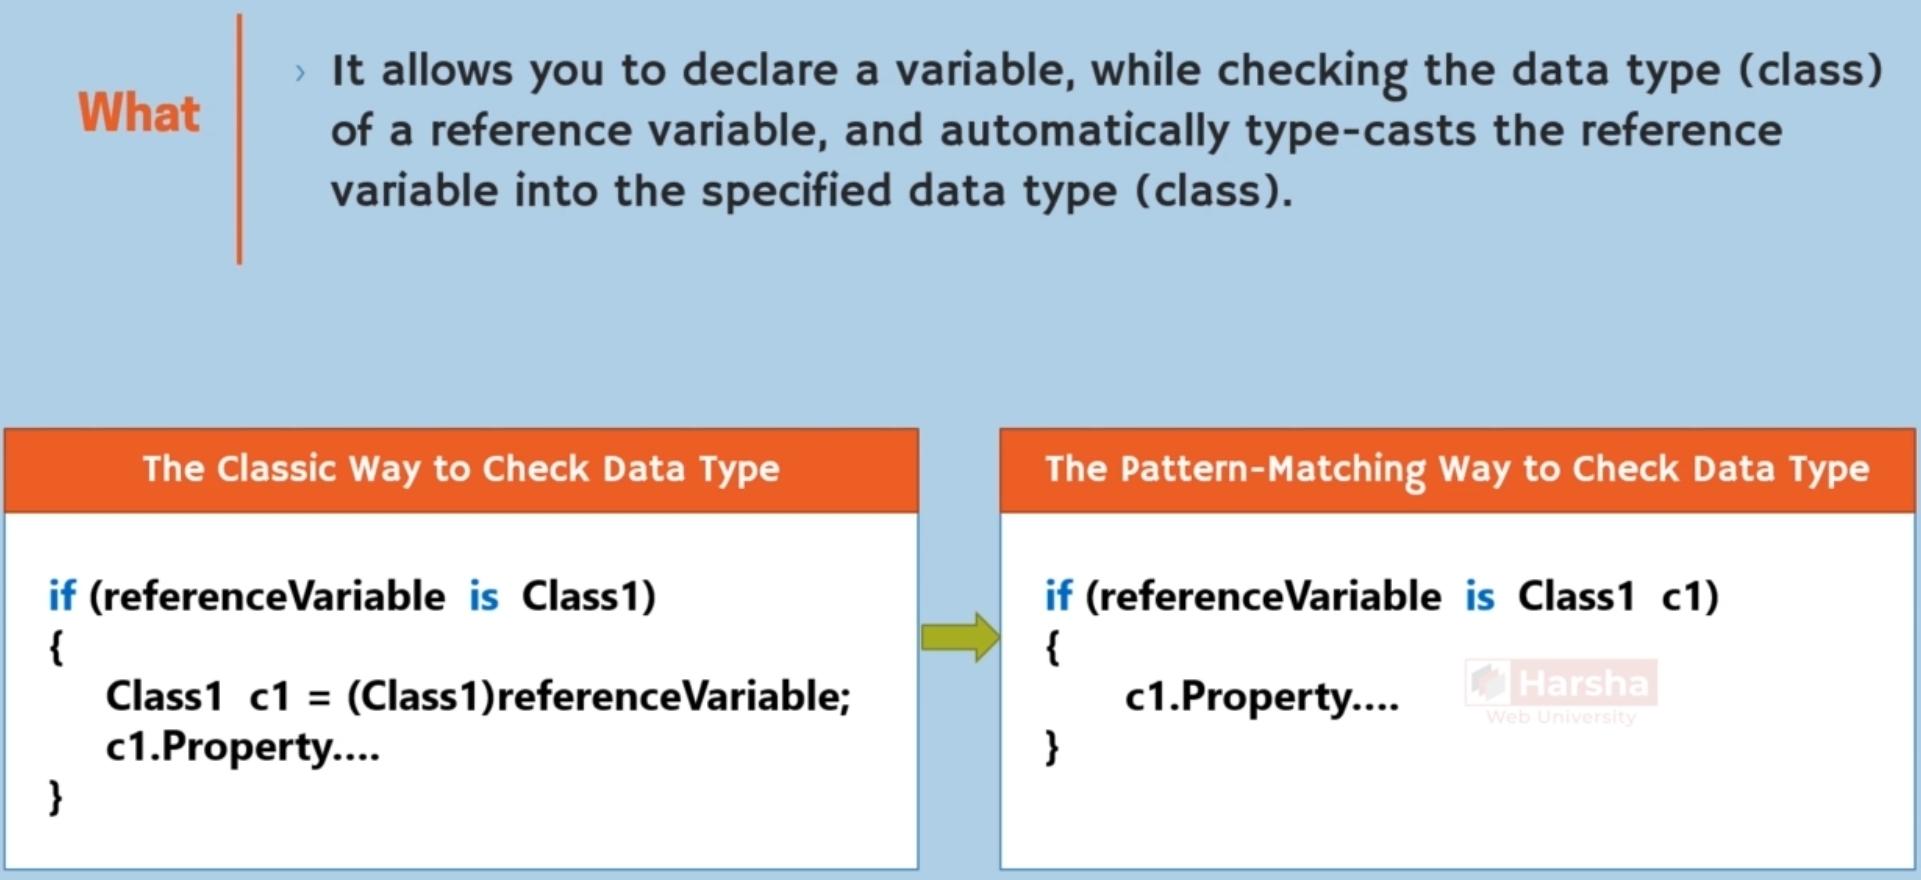 What
› It allows you to declare a variable, while checking the data type (class)
of a reference variable, and automatically type-casts the reference
variable into the specified data type (class).
The Classic Way to Check Data Type
if (referenceVariable is Class1)
{
Class1 c1 = (Class1)referenceVariable;
c1.Property....
}
The Pattern-Matching Way to Check Data Type
if (referenceVariable is Class1 c1)
{
c1.Property....
}
Harsha
Web University